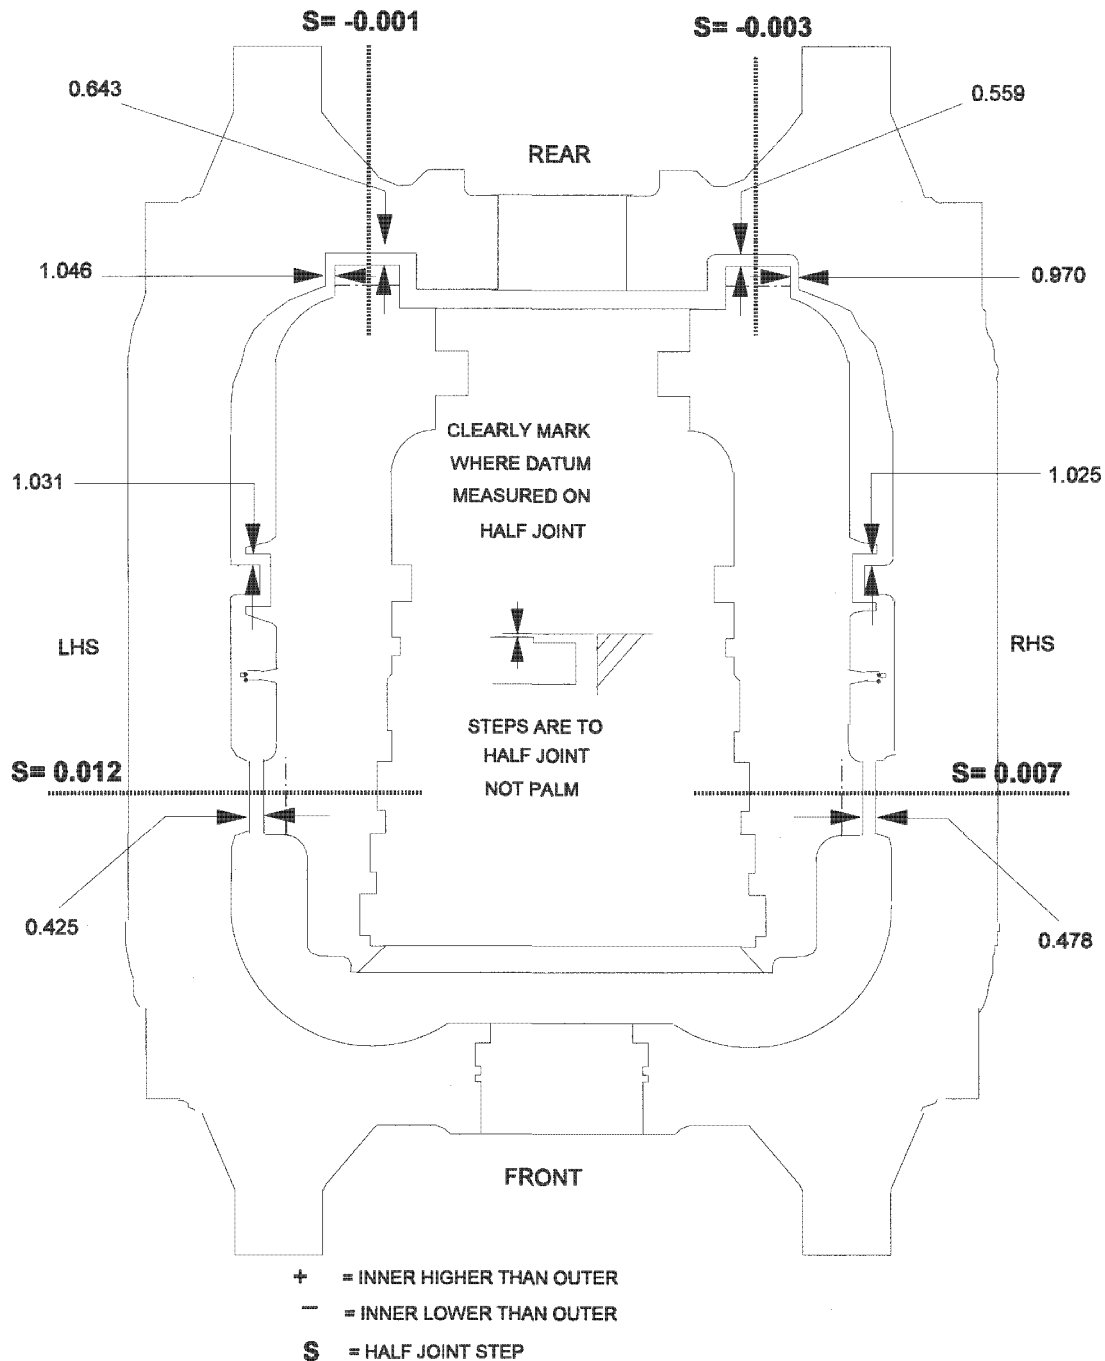 S= -0.001
S= -0.003
0.643
0.559
REAR
1.046
0.970
CLEARLY MARK
WHERE DATUM
MEASURED ON
HALF JOINT
1.031
1.025
LHS
RHS
STEPS ARE TO
HALF JOINT
NOT PALM
S= 0.012
S= 0.007
0.425
0.478
FRONT
+ = INNER HIGHER THAN OUTER
− = INNER LOWER THAN OUTER
S = HALF JOINT STEP